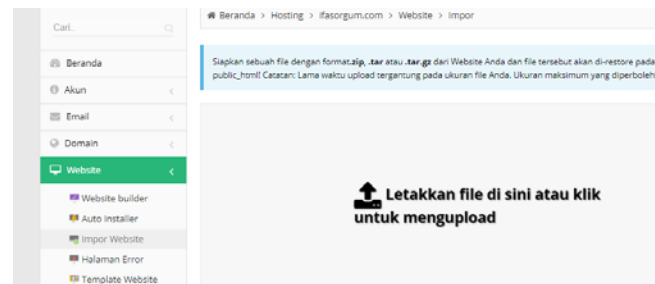 Beranda > Hosting > ifasorgum.com > Website > Impor
Cari..
Siapkan sebuah file dengan format.zip, .tar atau .tar.gz dari Website Anda dan file tersebut akan di-restore pada
public_html! Catatan: Lama waktu upload tergantung pada ukuran file Anda. Ukuran maksimum yang diperboleh
Beranda
Akun
Email
Domain
Website
Website builder
Auto Installer
Impor Website
Halaman Error
Template Website
Letakkan file di sini atau klik
untuk mengupload